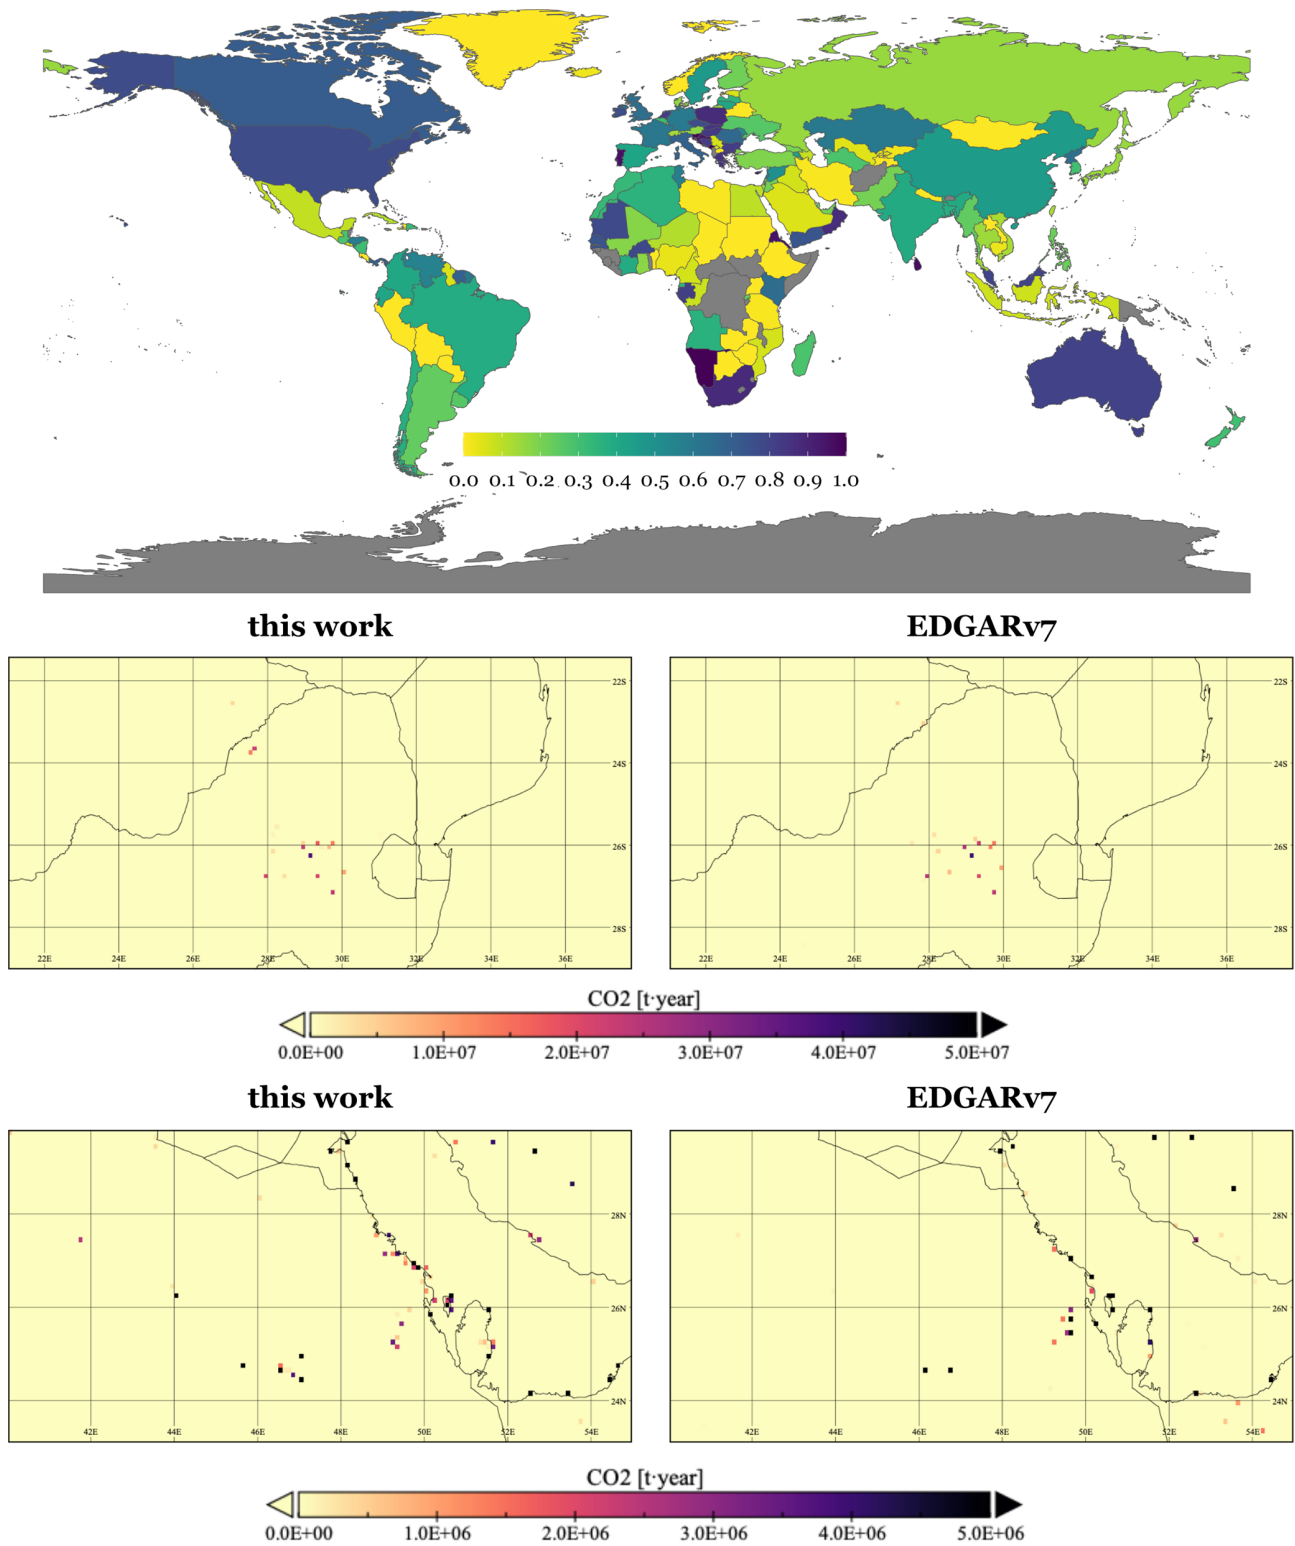 0.0 0.1 0.2 0.3 0.4 0.5 0.6 0.7 0.8 0.9 1.0
this work EDGARv7
22S 22S
24S 24S
26S 26S
28S 28S
22E 24E 26E 28E 30E 32E 34E 36E 22E 24E 26E 28E 30E 32E 34E 36E
CO2 [t·year]
0.0E+00 1.0E+07 2.0E+07 3.0E+07 4.0E+07 5.0E+07
this work EDGARv7
28N 28N
26N 26N
24N 24N
42E 44E 46E 48E 50E 52E 54E 42E 44E 46E 48E 50E 52E 54E
CO2 [t·year]
0.0E+00 1.0E+06 2.0E+06 3.0E+06 4.0E+06 5.0E+06